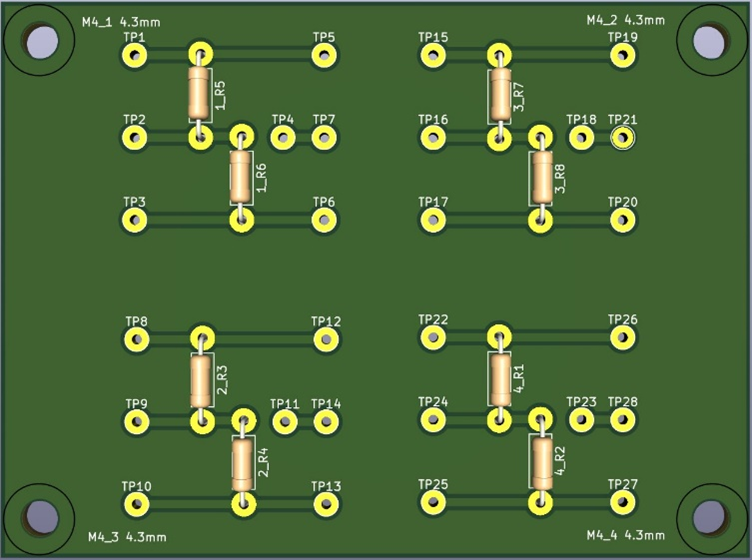 M4_1 4.3mm
M4_2 4.3mm
TP1
TP5
TP15
TP19
1_R5
3_R7
TP2
TP4
TP7
TP16
TP18
TP21
1_R6
3_R8
TP3
TP6
TP17
TP20
TP8
TP12
TP22
TP26
2_R3
4_R1
TP9
TP11
TP14
TP24
TP23
TP28
2_R4
4_R2
TP10
TP13
TP25
TP27
M4_3 4.3mm
M4_4 4.3mm